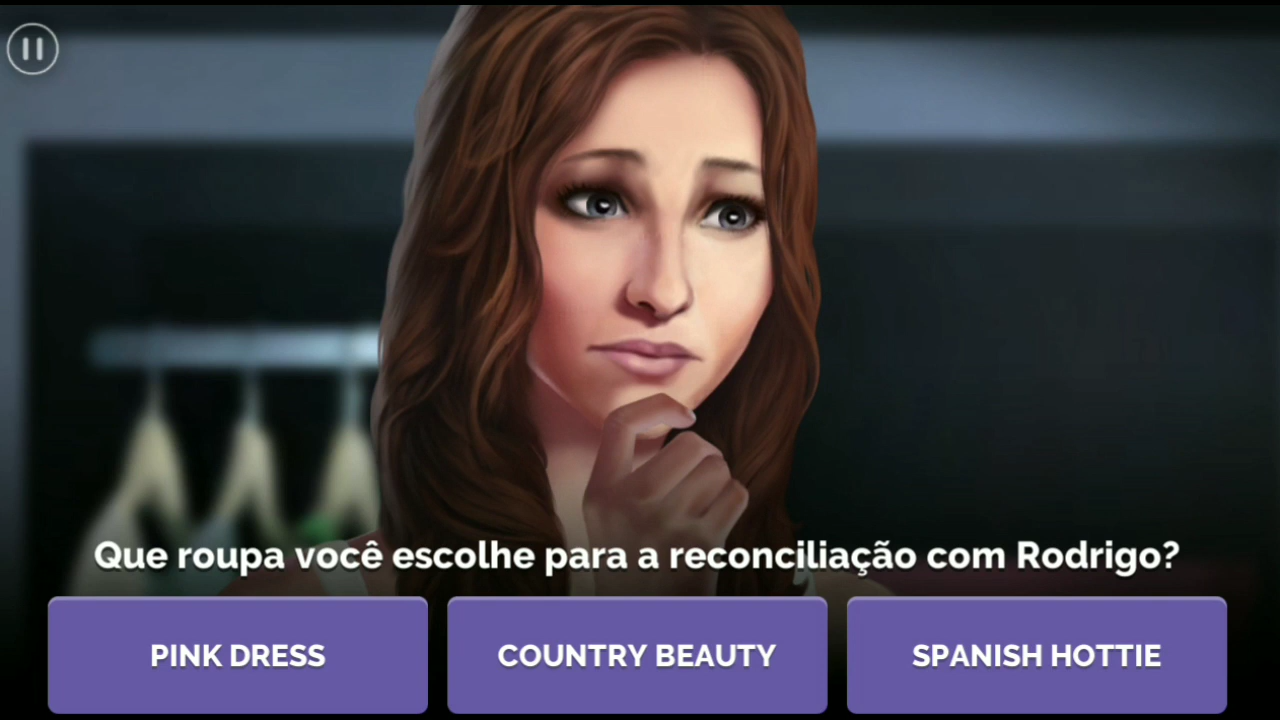 Que roupa você escolhe para a reconciliação com Rodrigo?
PINK DRESS
COUNTRY BEAUTY
SPANISH HOTTIE